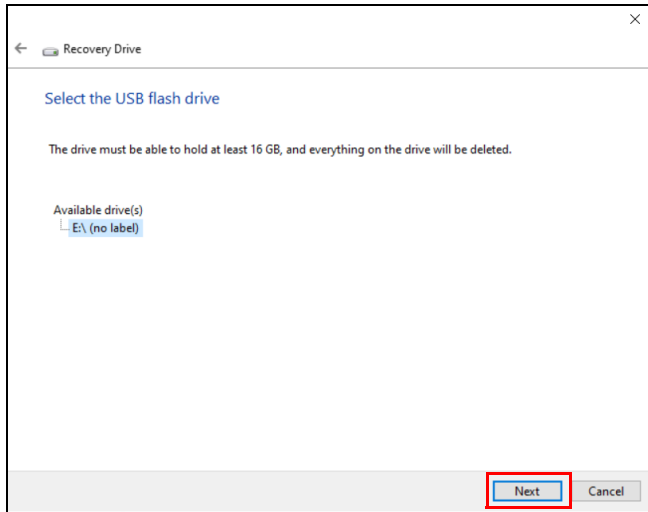 Recovery Drive
Select the USB flash drive
The drive must be able to hold at least 16 GB, and everything on the drive will be deleted.
Available drive(s)
E:\ (no label)
Next Cancel